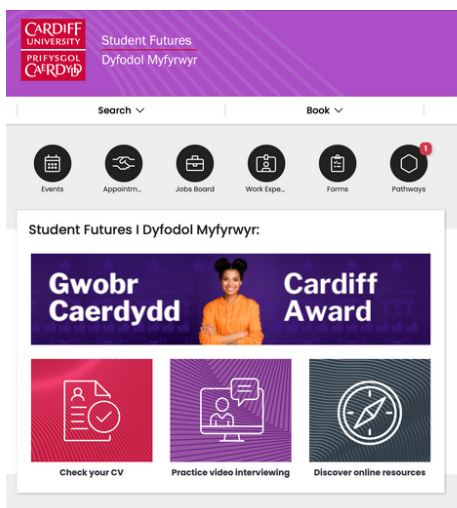 CARDIFF
UNIVERSITY
PRIFYSGOL
CAERDYDD
Student Futures
Dyfodol Myfyrwyr
Search
Book
1
Events
Appointm...
Jobs Board
Work Expe...
Forms
Pathways
Student Futures I Dyfodol Myfyrwyr:
Gwobr
Caerdydd
Cardiff
Award
Check your CV
Practice video interviewing
Discover online resources